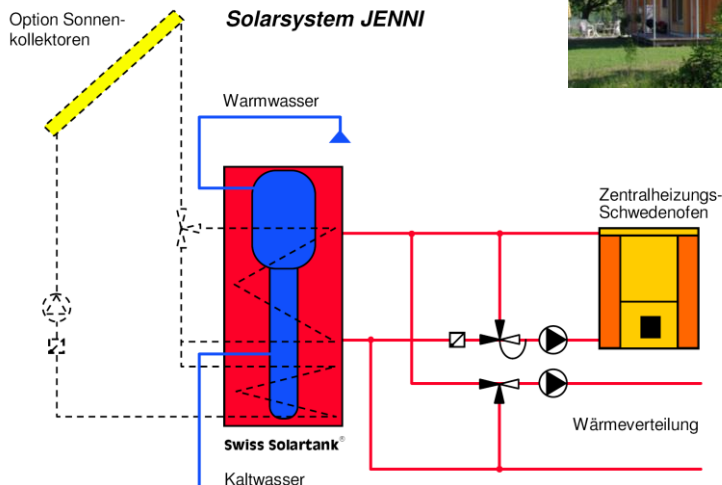 Solarsystem JENNI
Option Sonnen-
kollektoren
Warmwasser
Zentralheizungs-
Schwedenofen
Wärmeverteilung
Swiss Solartank®
Kaltwasser